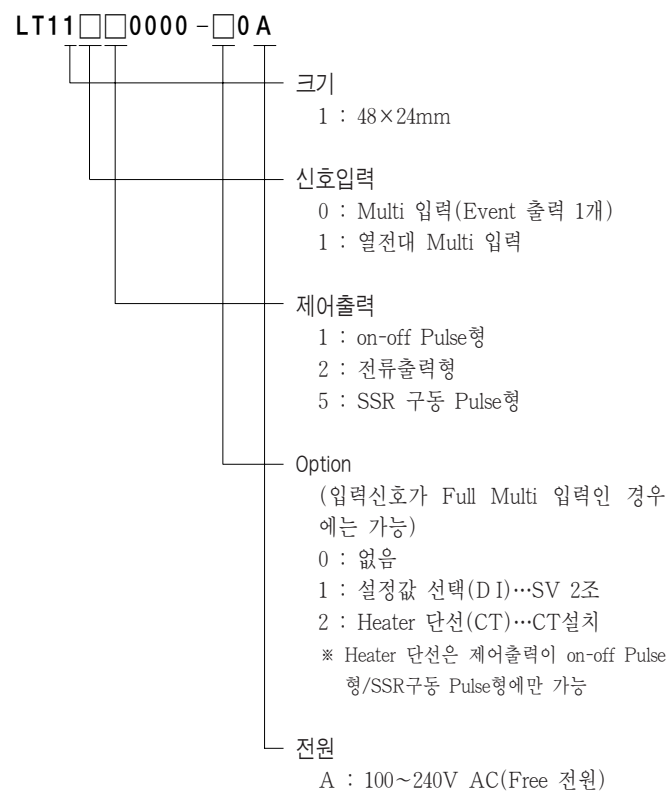 LT11□□0000-□0A
크기
1 : 48×24mm
신호입력
0 : Multi 입력(Event 출력 1개)
1 : 열전대 Multi 입력
제어출력
1 : on-off Pulse형
2 : 전류출력형
5 : SSR 구동 Pulse형
Option
(입력신호가 Full Multi 입력인 경우
에는 가능)
0 : 없음
1 : 설정값 선택(DI)…SV 2조
2 : Heater 단선(CT)…CT설치
※ Heater 단선은 제어출력이 on-off Pulse
형/SSR구동 Pulse형에만 가능
전원
A : 100~240V AC(Free 전원)